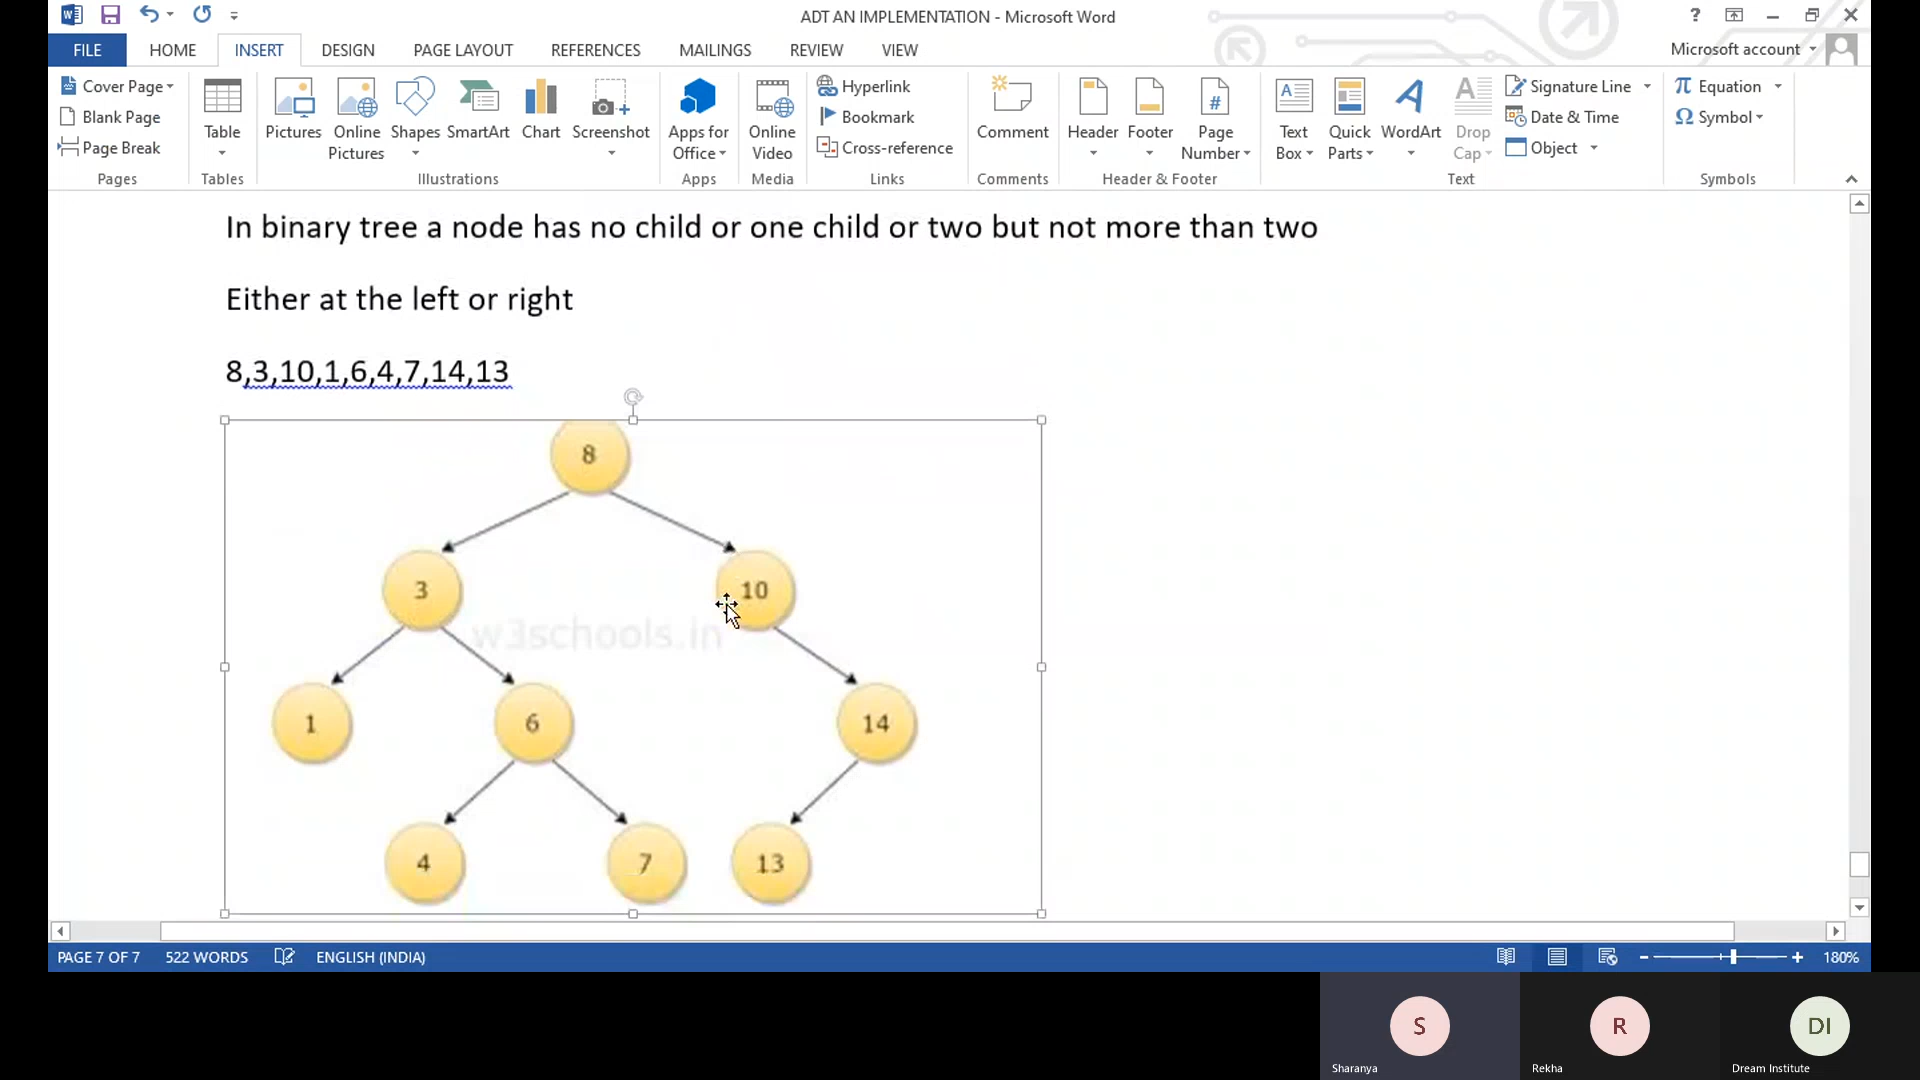 ADT AN IMPLEMENTATION - Microsoft Word
?
FILE HOME INSERT DESIGN PAGE LAYOUT REFERENCES MAILINGS REVIEW VIEW Microsoft account
Cover Page
Blank Page
Page Break
Pages
Table
Tables
Pictures
Online Pictures
Shapes
SmartArt
Chart
Screenshot
Illustrations
Apps for Office
Apps
Online Video
Media
Hyperlink
Bookmark
Cross-reference
Links
Comment
Comments
Header
Footer
Page Number
Header & Footer
Text Box
Quick Parts
WordArt
Drop Cap
Signature Line
Date & Time
Object
Text
Equation
Symbol
Symbols
In binary tree a node has no child or one child or two but not more than two
Either at the left or right
8,3,10,1,6,4,7,14,13
8
3 10
w3schools.in
1 6 14
4 7 13
PAGE 7 OF 7 522 WORDS ENGLISH (INDIA) 180%
S R DI
Sharanya Rekha Dream Institute